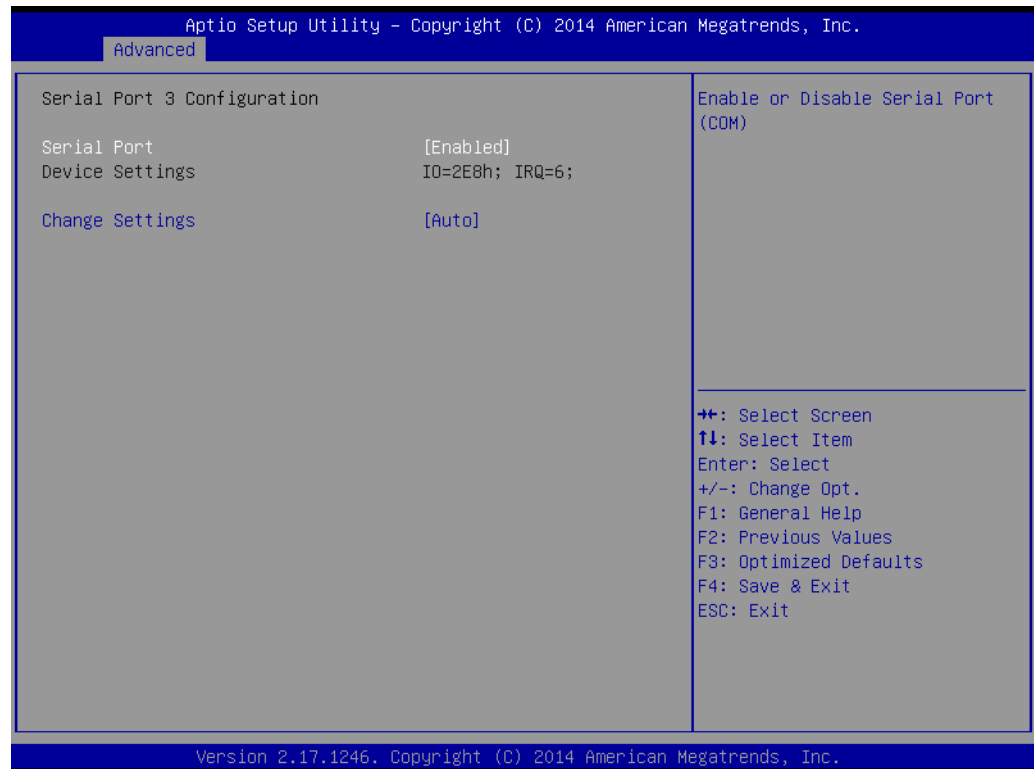 Aptio Setup Utility – Copyright (C) 2014 American Megatrends, Inc.
Advanced
Serial Port 3 Configuration
Serial Port [Enabled]
Device Settings IO=2E8h; IRQ=6;
Change Settings [Auto]
Enable or Disable Serial Port
(COM)
→←: Select Screen
↑↓: Select Item
Enter: Select
+/-: Change Opt.
F1: General Help
F2: Previous Values
F3: Optimized Defaults
F4: Save & Exit
ESC: Exit
Version 2.17.1246. Copyright (C) 2014 American Megatrends, Inc.